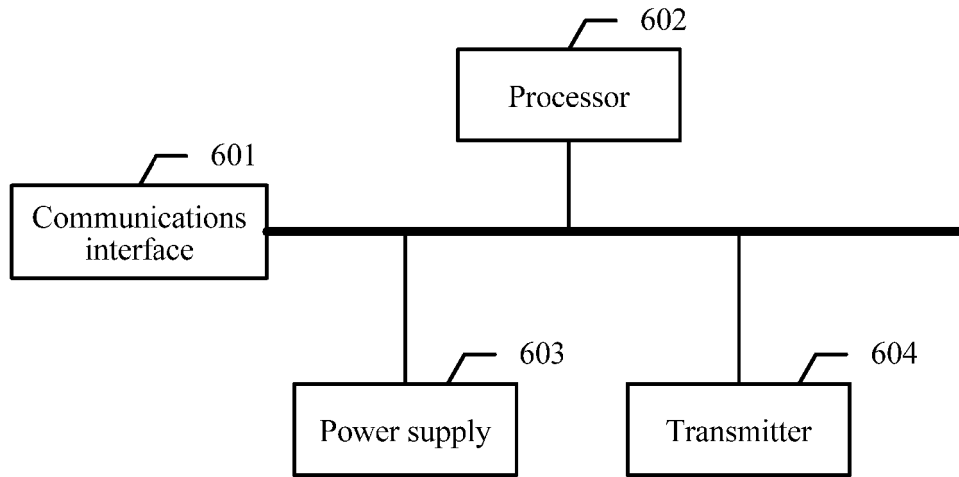 602
Processor
601
Communications
interface
603
Power supply
604
Transmitter